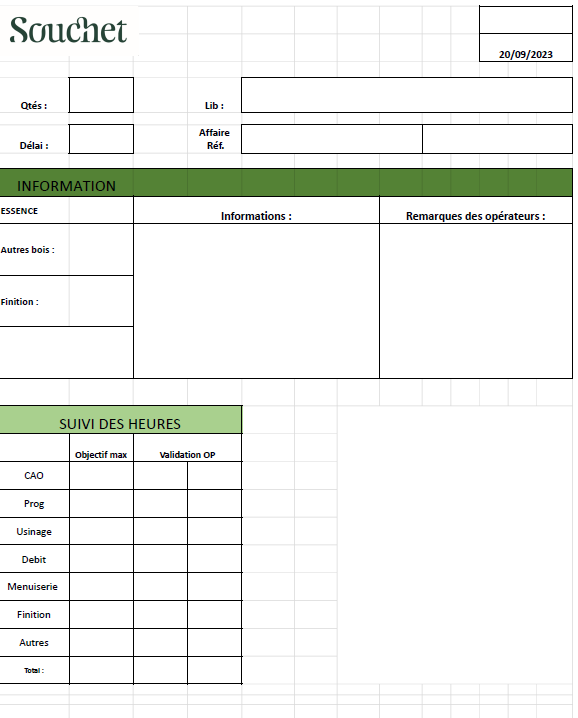 Souchet
20/09/2023
Qtés :
Lib :
Délai :
Affaire
Réf.
INFORMATION
ESSENCE
Informations :
Remarques des opérateurs :
Autres bois :
Finition :
SUIVI DES HEURES
Objectif max
Validation OP
CAO
Prog
Usinage
Debit
Menuiserie
Finition
Autres
Total :